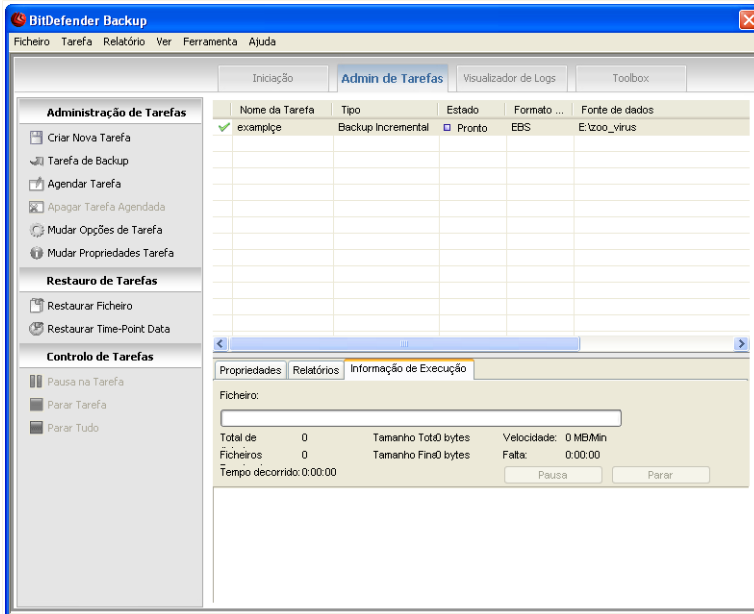 BitDefender Backup
Ficheiro Tarefa Relatório Ver Ferramenta Ajuda
Iniciação Admin de Tarefas Visualizador de Logs Toolbox
Administração de Tarefas
Criar Nova Tarefa
Tarefa de Backup
Agendar Tarefa
Apagar Tarefa Agendada
Mudar Opções de Tarefa
Mudar Propriedades Tarefa
Restauro de Tarefas
Restaurar Ficheiro
Restaurar Time-Point Data
Controlo de Tarefas
Pausa na Tarefa
Parar Tarefa
Parar Tudo
Nome da Tarefa Tipo Estado Formato ... Fonte de dados
examplçe Backup Incremental Pronto EBS E:\zoo_virus
Propriedades Relatórios Informação de Execução
Ficheiro:
Total de 0 Tamanho Tota0 bytes Velocidade: 0 MB/Min
Ficheiros 0 Tamanho Fina0 bytes Falta: 0:00:00
Tempo decorrido: 0:00:00
Pausa Parar